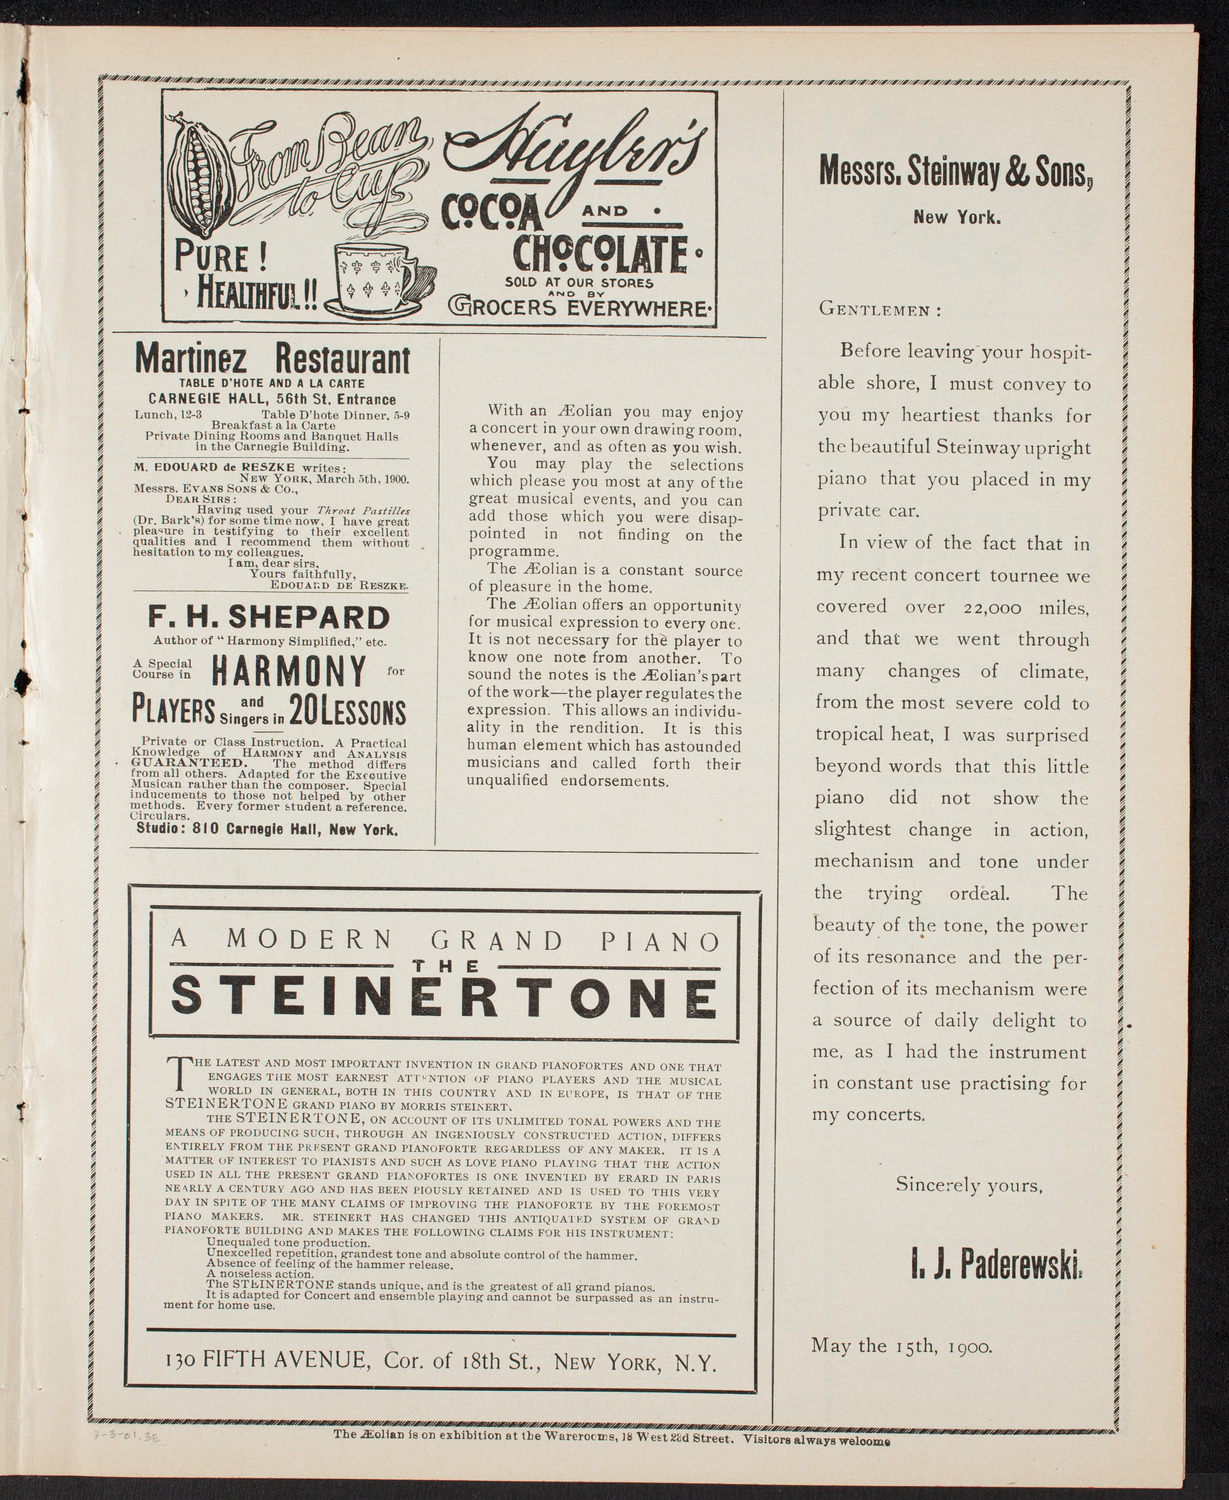 From Bean
to Cup
PURE!
HEALTHFUL!!
Huyler's
COCOA AND
CHOCOLATE
SOLD AT OUR STORES
AND BY
GROCERS EVERYWHERE
Martinez Restaurant
TABLE D'HOTE AND A LA CARTE
CARNEGIE HALL, 56th St. Entrance
Lunch, 12-3 Table D'hote Dinner, 5-9
Breakfast a la Carte
Private Dining Rooms and Banquet Halls
in the Carnegie Building.
M. EDOUARD de RESZKE writes:
NEW YORK, March 5th, 1900.
Messrs. EVANS SONS & CO.,
DEAR SIRS:
Having used your Throat Pastilles
(Dr. Bark's) for some time now, I have great
pleasure in testifying to their excellent
qualities and I recommend them without
hesitation to my colleagues.
I am, dear sirs,
Yours faithfully,
EDOUARD DE RESZKE.
F. H. SHEPARD
Author of "Harmony Simplified," etc.
A Special
Course in HARMONY for
PLAYERS and
Singers in 20 LESSONS
Private or Class Instruction. A Practical
Knowledge of HARMONY and ANALYSIS
GUARANTEED. The method differs
from all others. Adapted for the Executive
Musican rather than the composer. Special
inducements to those not helped by other
methods. Every former student a reference.
Circulars.
Studio: 810 Carnegie Hall, New York.
With an Æolian you may enjoy
a concert in your own drawing room,
whenever, and as often as you wish.
You may play the selections
which please you most at any of the
great musical events, and you can
add those which you were disap-
pointed in not finding on the
programme.
The Æolian is a constant source
of pleasure in the home.
The Æolian offers an opportunity
for musical expression to every one.
It is not necessary for the player to
know one note from another. To
sound the notes is the Æolian's part
of the work—the player regulates the
expression. This allows an individu-
ality in the rendition. It is this
human element which has astounded
musicians and called forth their
unqualified endorsements.
A MODERN GRAND PIANO
THE
STEINERTONE
THE LATEST AND MOST IMPORTANT INVENTION IN GRAND PIANOFORTES AND ONE THAT
ENGAGES THE MOST EARNEST ATTENTION OF PIANO PLAYERS AND THE MUSICAL
WORLD IN GENERAL, BOTH IN THIS COUNTRY AND IN EUROPE, IS THAT OF THE
STEINERTONE GRAND PIANO BY MORRIS STEINERT.
THE STEINERTONE, ON ACCOUNT OF ITS UNLIMITED TONAL POWERS AND THE
MEANS OF PRODUCING SUCH, THROUGH AN INGENIOUSLY CONSTRUCTED ACTION, DIFFERS
ENTIRELY FROM THE PRESENT GRAND PIANOFORTE REGARDLESS OF ANY MAKER. IT IS A
MATTER OF INTEREST TO PIANISTS AND SUCH AS LOVE PIANO PLAYING THAT THE ACTION
USED IN ALL THE PRESENT GRAND PIANOFORTES IS ONE INVENTED BY ERARD IN PARIS
NEARLY A CENTURY AGO AND HAS BEEN PIOUSLY RETAINED AND IS USED TO THIS VERY
DAY IN SPITE OF THE MANY CLAIMS OF IMPROVING THE PIANOFORTE BY THE FOREMOST
PIANO MAKERS. MR. STEINERT HAS CHANGED THIS ANTIQUATED SYSTEM OF GRAND
PIANOFORTE BUILDING AND MAKES THE FOLLOWING CLAIMS FOR HIS INSTRUMENT:
Unequaled tone production.
Unexcelled repetition, grandest tone and absolute control of the hammer.
Absence of feeling of the hammer release.
A noiseless action.
The STEINERTONE stands unique, and is the greatest of all grand pianos.
It is adapted for Concert and ensemble playing and cannot be surpassed as an instru-
ment for home use.
130 FIFTH AVENUE, Cor. of 18th St., NEW YORK, N.Y.
Messrs. Steinway & Sons,
New York.
GENTLEMEN:
Before leaving your hospit-
able shore, I must convey to
you my heartiest thanks for
the beautiful Steinway upright
piano that you placed in my
private car.
In view of the fact that in
my recent concert tournee we
covered over 22,000 miles,
and that we went through
many changes of climate,
from the most severe cold to
tropical heat, I was surprised
beyond words that this little
piano did not show the
slightest change in action,
mechanism and tone under
the trying ordeal. The
beauty of the tone, the power
of its resonance and the per-
fection of its mechanism were
a source of daily delight to
me, as I had the instrument
in constant use practising for
my concerts.
Sincerely yours,
I. J. Paderewski.
May the 15th, 1900.
The Æolian is on exhibition at the Warerooms, 18 West 23d Street. Visitors always welcome